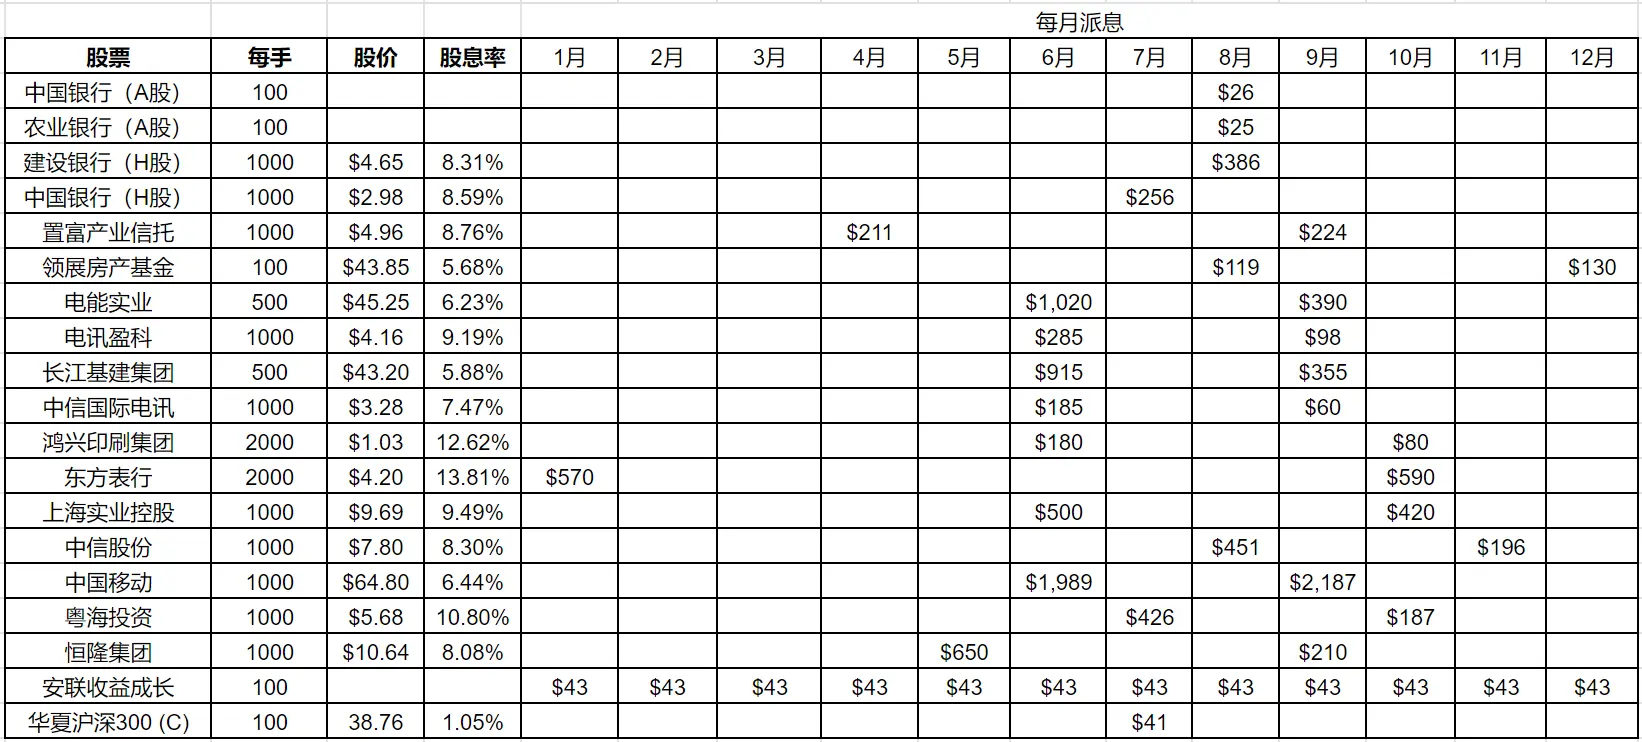 每月派息
股票 每手 股价 股息率 1月 2月 3月 4月 5月 6月 7月 8月 9月 10月 11月 12月
中国银行（A股） 100 $26
农业银行（A股） 100 $25
建设银行（H股） 1000 $4.65 8.31% $386
中国银行（H股） 1000 $2.98 8.59% $256
置富产业信托 1000 $4.96 8.76% $211 $224
领展房产基金 100 $43.85 5.68% $119 $130
电能实业 500 $45.25 6.23% $1,020 $390
电讯盈科 1000 $4.16 9.19% $285 $98
长江基建集团 500 $43.20 5.88% $915 $355
中信国际电讯 1000 $3.28 7.47% $185 $60
鸿兴印刷集团 2000 $1.03 12.62% $180 $80
东方表行 2000 $4.20 13.81% $570 $590
上海实业控股 1000 $9.69 9.49% $500 $420
中信股份 1000 $7.80 8.30% $451 $196
中国移动 1000 $64.80 6.44% $1,989 $2,187
粤海投资 1000 $5.68 10.80% $426 $187
恒隆集团 1000 $10.64 8.08% $650 $210
安联收益成长 100 $43 $43 $43 $43 $43 $43 $43 $43 $43 $43 $43 $43
华夏沪深300 (C) 100 38.76 1.05% $41